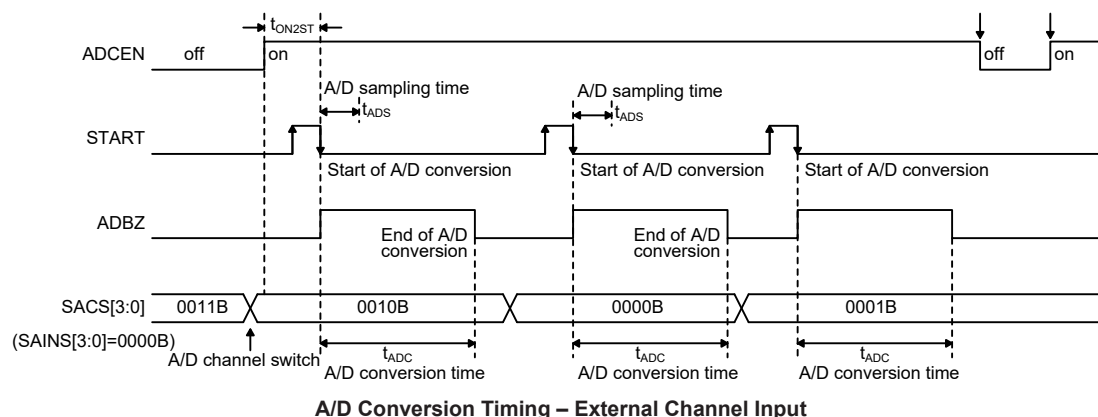 tON2ST
ADCEN
off
on
off
on
A/D sampling time
tADS
A/D sampling time
tADS
START
Start of A/D conversion
Start of A/D conversion
Start of A/D conversion
ADBZ
End of A/D
conversion
End of A/D
conversion
SACS[3:0]
0011B
0010B
0000B
0001B
(SAINS[3:0]=0000B)
A/D channel switch
tADC
A/D conversion time
tADC
A/D conversion time
tADC
A/D conversion time
A/D Conversion Timing – External Channel Input